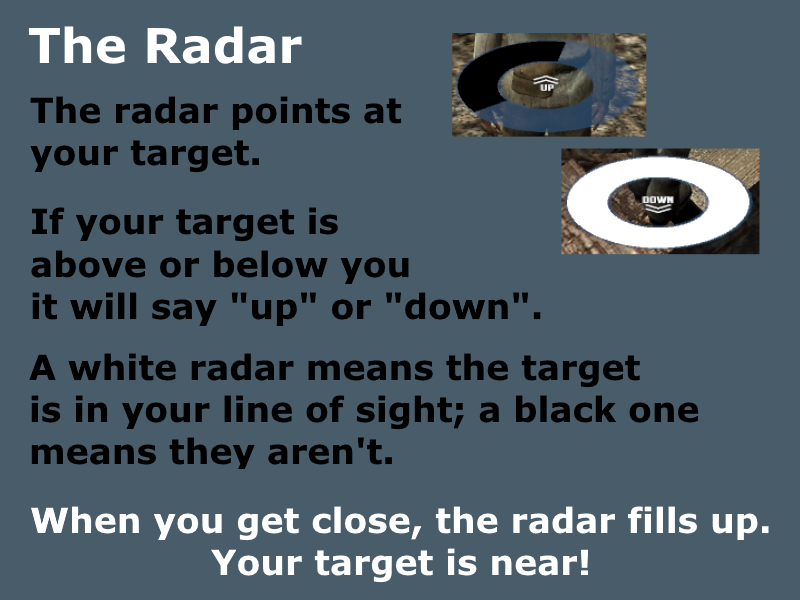 The Radar
UP
The radar points at
your target.
DOWN
If your target is
above or below you
it will say "up" or "down".
A white radar means the target
is in your line of sight; a black one
means they aren't.
When you get close, the radar fills up.
Your target is near!